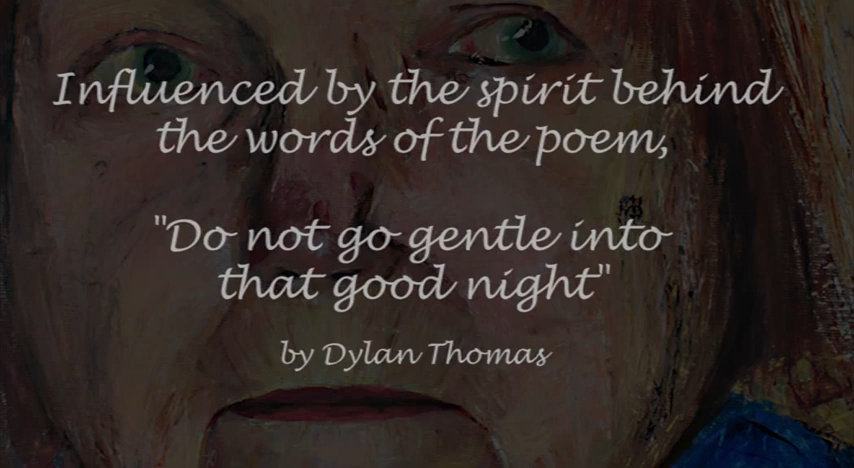 Influenced by the spirit behind
the words of the poem,
"Do not go gentle into
that good night"
by Dylan Thomas